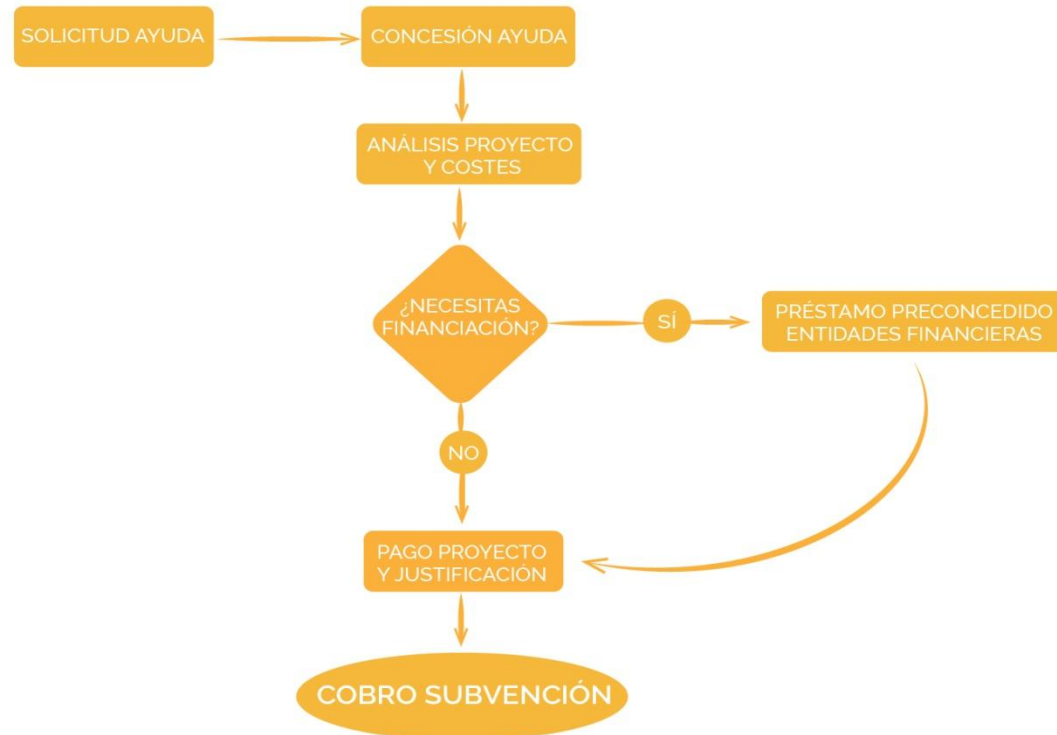 SOLICITUD AYUDA
CONCESIÓN AYUDA
ANÁLISIS PROYECTO
Y COSTES
¿NECESITAS
FINANCIACIÓN?
SÍ
PRÉSTAMO PRECONCEDIDO
ENTIDADES FINANCIERAS
NO
PAGO PROYECTO
Y JUSTIFICACIÓN
COBRO SUBVENCIÓN